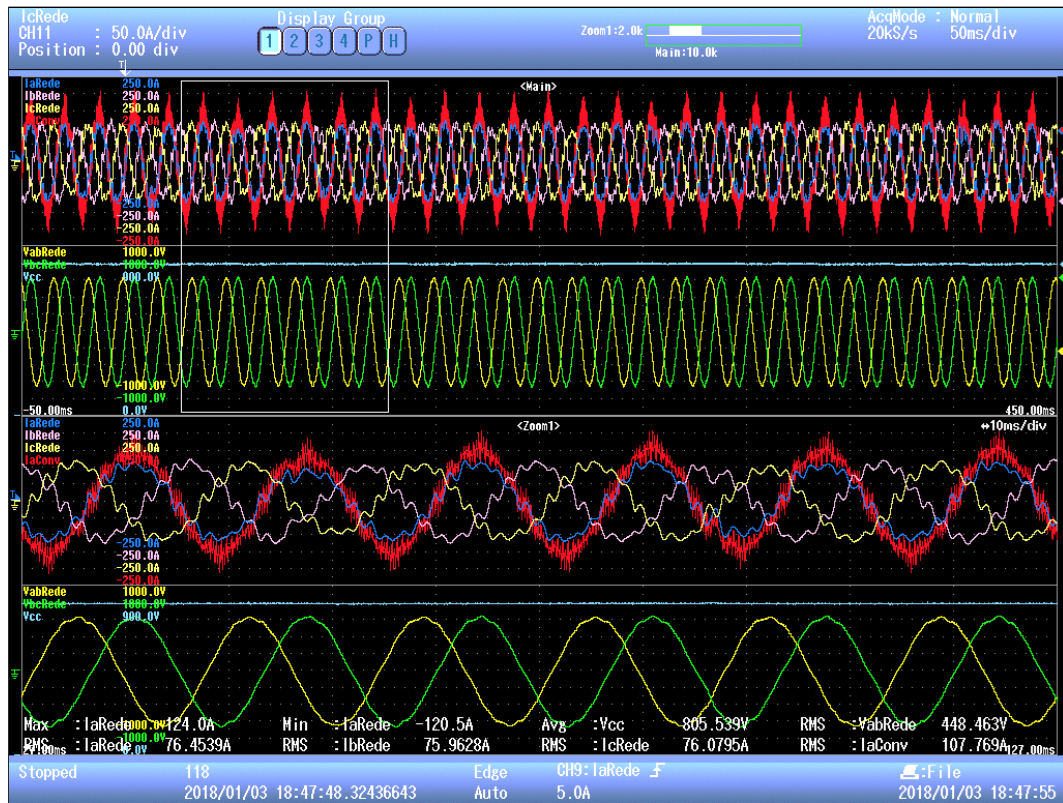 IcRede
CH11 : 50.0A/div
Position : 0.00 div
Display Group
1 2 3 4 P H
Zoom1:2.0k
Main:10.0k
AcqMode : Normal
20kS/s 50ms/div
<Main>
IaRede 250.0A
IbRede 250.0A
IcRede 250.0A
-250.0A
-250.0A
-250.0A
VabRede 1000.0V
VbcRede 1000.0V
Vcc 900.0V
-1000.0V
-1000.0V
-50.00ms 0.0V 450.00ms
<Zoom1>
10ms/div
IaRede 250.0A
IbRede 250.0A
IcRede 250.0A
IaConv
-250.0A
-250.0A
-250.0A
-250.0A
VabRede 1000.0V
VbcRede 1000.0V
Vcc 900.0V
Max :IaRede 124.0A Min :IaRede -120.5A Avg :Vcc 805.539V RMS :VabRede 448.463V
-1000.0V
RMS :IaRede 76.4539A RMS :IbRede 75.9628A RMS :IcRede 76.0795A RMS :IaConv 107.769A
0.0V 127.00ms
Stopped 118 Edge CH9:IaRede File
2018/01/03 18:47:48.32436643 Auto 5.0A 2018/01/03 18:47:55